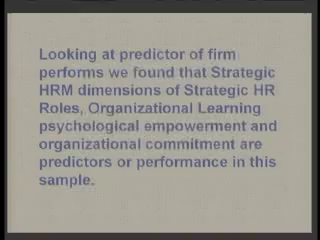 Looking at predictor of firm
performs we found that Strategic
HRM dimensions of Strategic HR
Roles, Organizational Learning
psychological empowerment and
organizational commitment are
predictors or performance in this
sample.